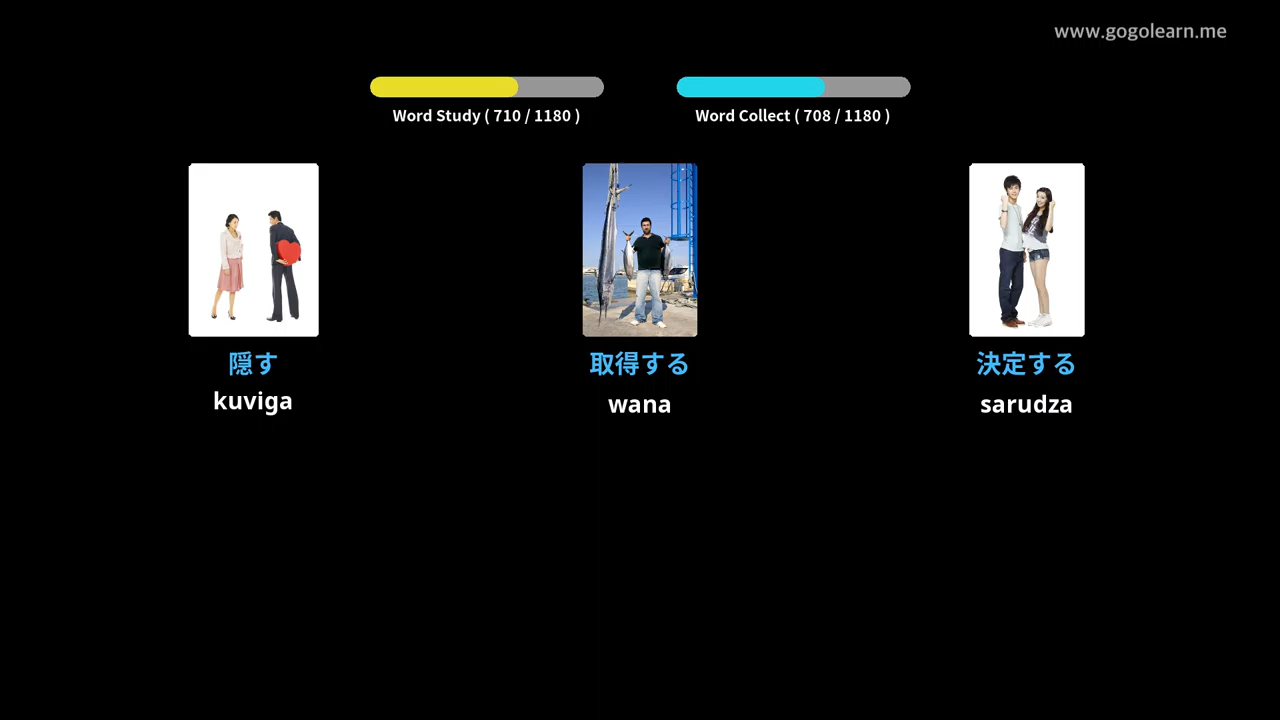 www.gogolearn.me
Word Study ( 710 / 1180 )
Word Collect ( 708 / 1180 )
隠す
取得する
決定する
kuviga
wana
sarudza